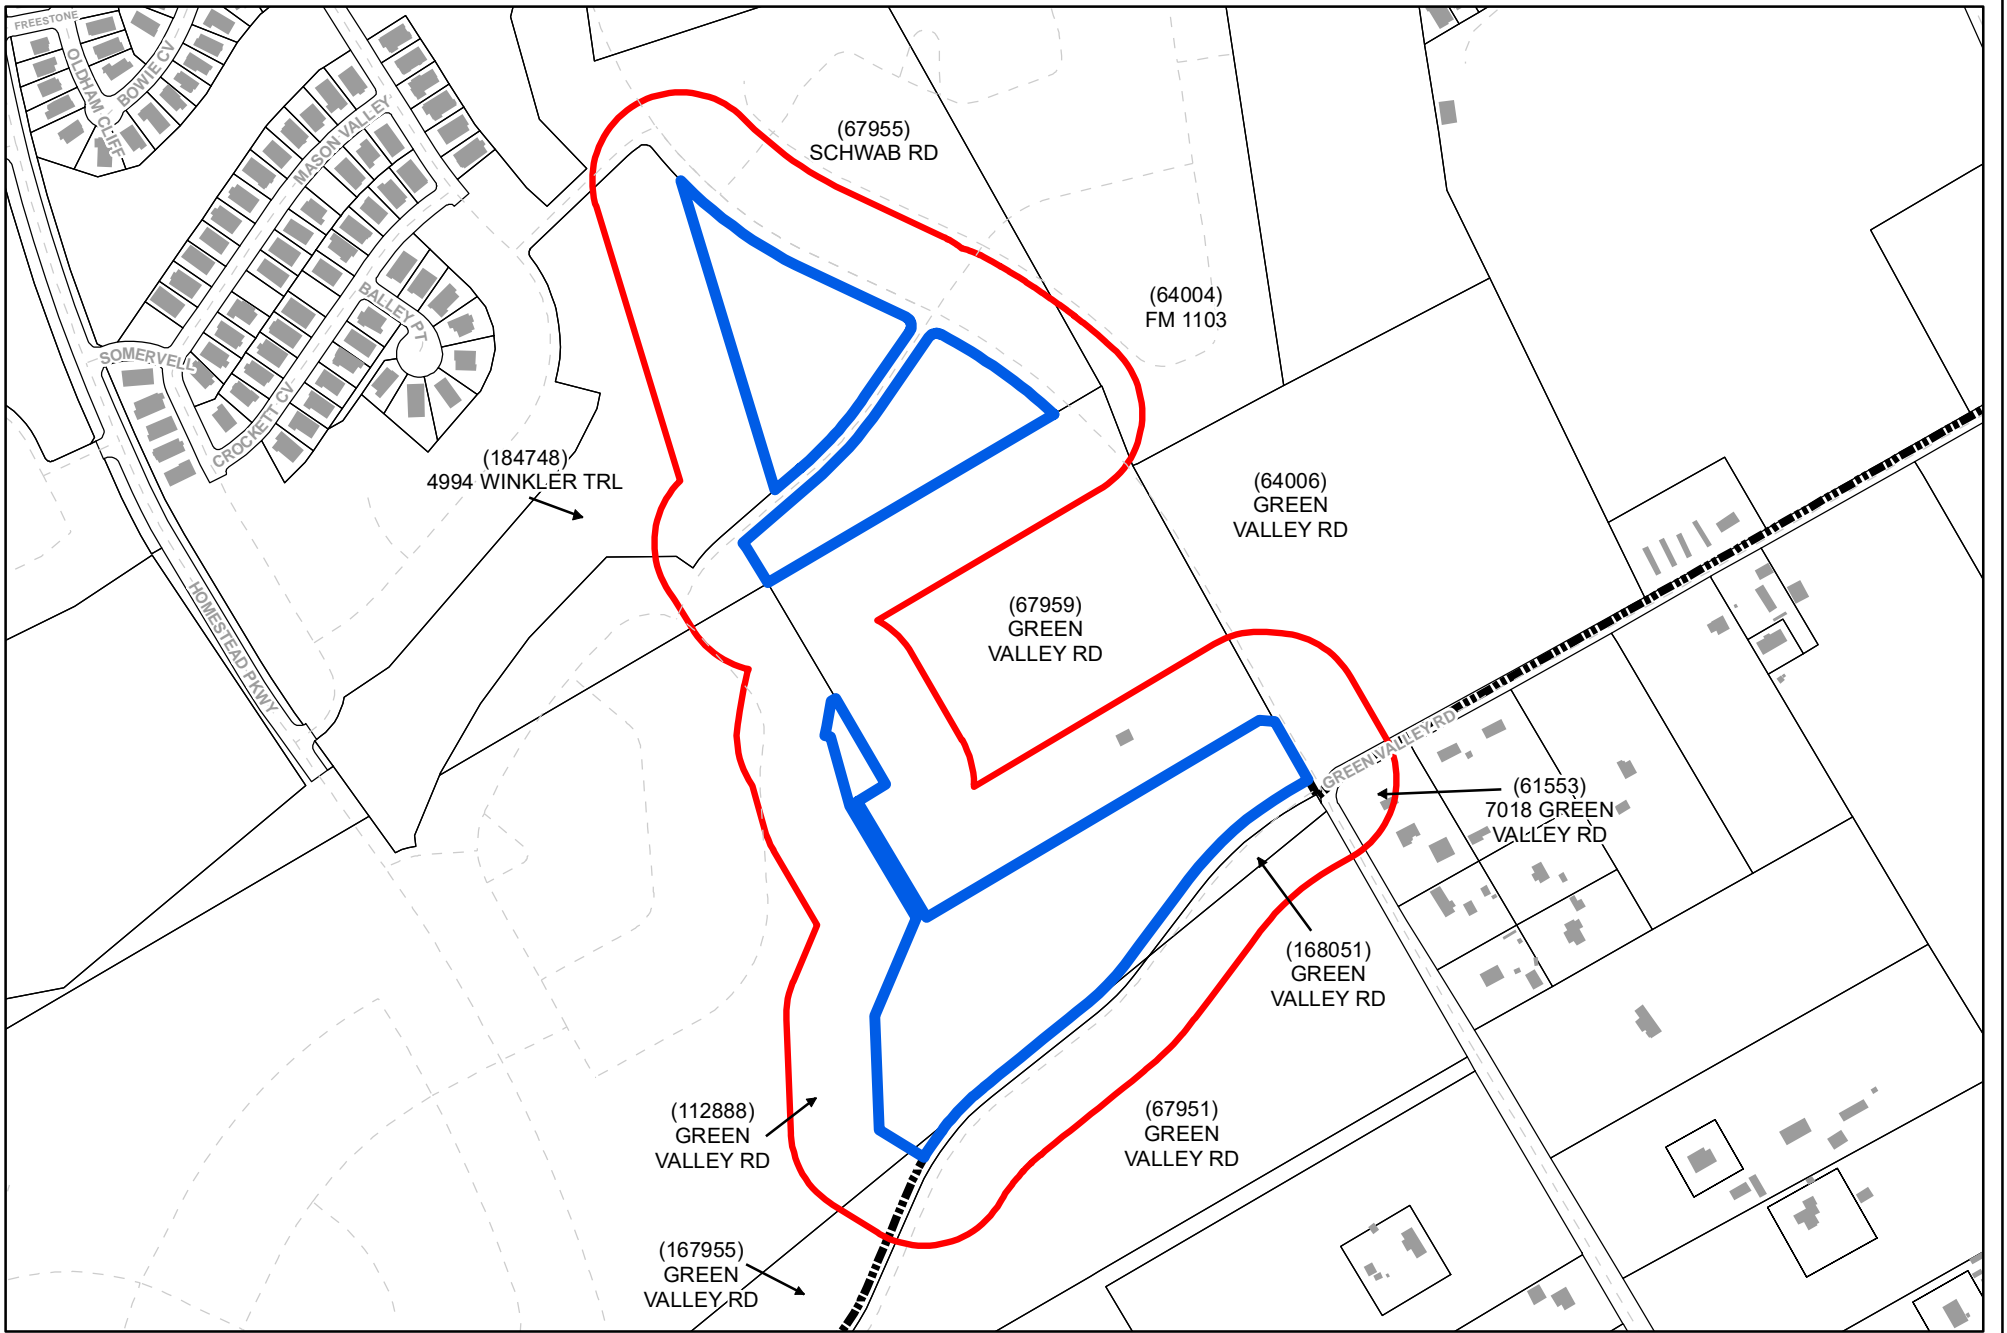 FREESTONE
OLDHAM CLIFF
BOWIE CV
MASON VALLEY
(67955)
SCHWAB RD
BALLEY PT
(64004)
FM 1103
SOMERVELL
CROCKETT CV
(184748)
4994 WINKLER TRL
(64006)
GREEN
VALLEY RD
HOMESTEAD PKWY
(67959)
GREEN
VALLEY RD
GREEN VALLEY RD
(61553)
7018 GREEN
VALLEY RD
(168051)
GREEN
VALLEY RD
(112888)
GREEN
VALLEY RD
(67951)
GREEN
VALLEY RD
(167955)
GREEN
VALLEY RD